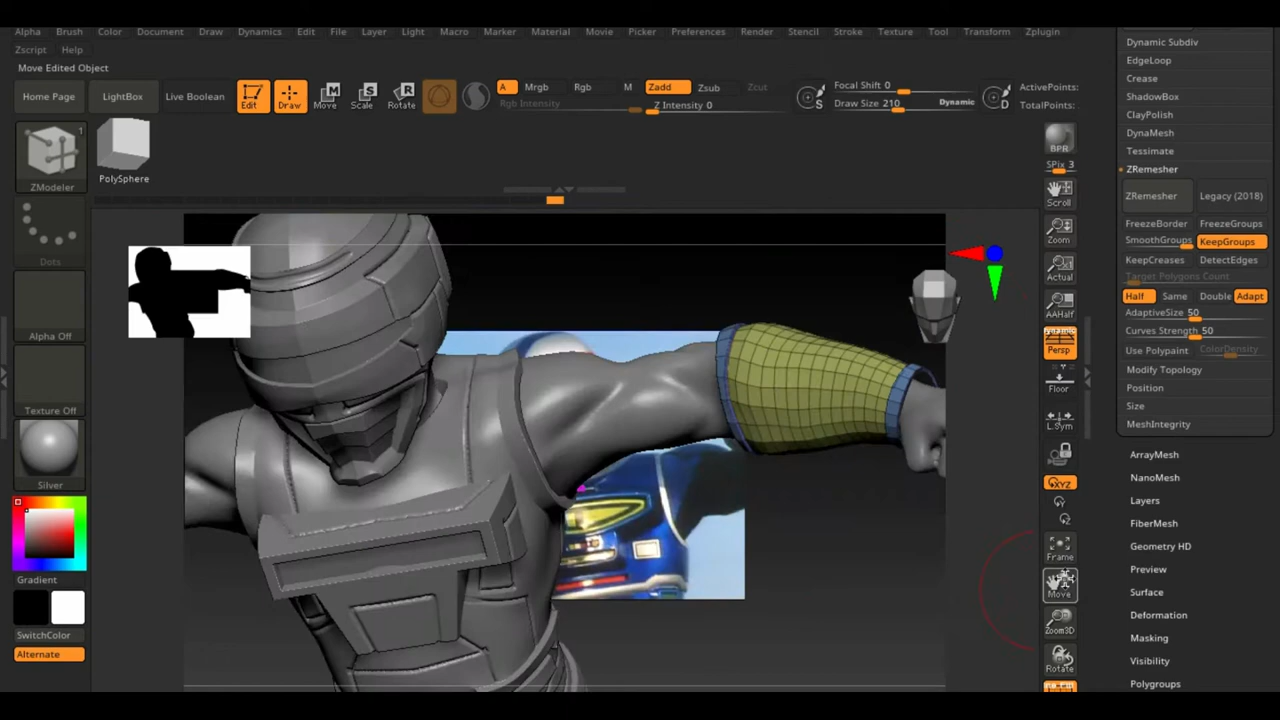 Alpha Brush Color Document Draw Dynamics Edit File Layer Light Macro Marker Material Movie Picker Preferences Render Stencil Stroke Texture Tool Transform Zplugin
Zscript Help
Move Edited Object
Home Page LightBox Live Boolean Edit Draw Move Scale Rotate
A Mrgb Rgb M Zadd Zsub Zcut
Rgb Intensity Z Intensity 0
Focal Shift 0
Draw Size 210 Dynamic
ActivePoints:
TotalPoints:
1
ZModeler
PolySphere
Dots
Alpha Off
Texture Off
Silver
Gradient
SwitchColor
Alternate
BPR
SPix 3
Scroll
Zoom
Actual
AAHalf
Dynamic
Persp
Floor
L.Sym
XYZ
Y
Z
Frame
Move
Zoom3D
Rotate
Dynamic Subdiv
EdgeLoop
Crease
ShadowBox
ClayPolish
DynaMesh
Tessimate
ZRemesher
ZRemesher Legacy (2018)
FreezeBorder FreezeGroups
SmoothGroups KeepGroups
KeepCreases DetectEdges
Target Polygons Count
Half Same Double Adapt
AdaptiveSize 50
Curves Strength 50
Use Polypaint ColorDensity
Modify Topology
Position
Size
MeshIntegrity
ArrayMesh
NanoMesh
Layers
FiberMesh
Geometry HD
Preview
Surface
Deformation
Masking
Visibility
Polygroups